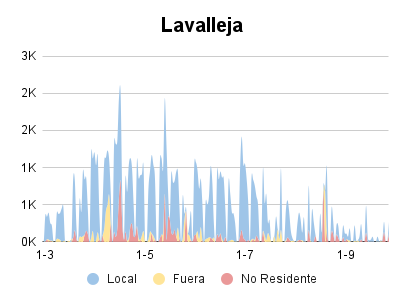 Lavalleja
3K
2K
2K
1K
1K
0K
1-3 1-5 1-7 1-9
Local Fuera No Residente